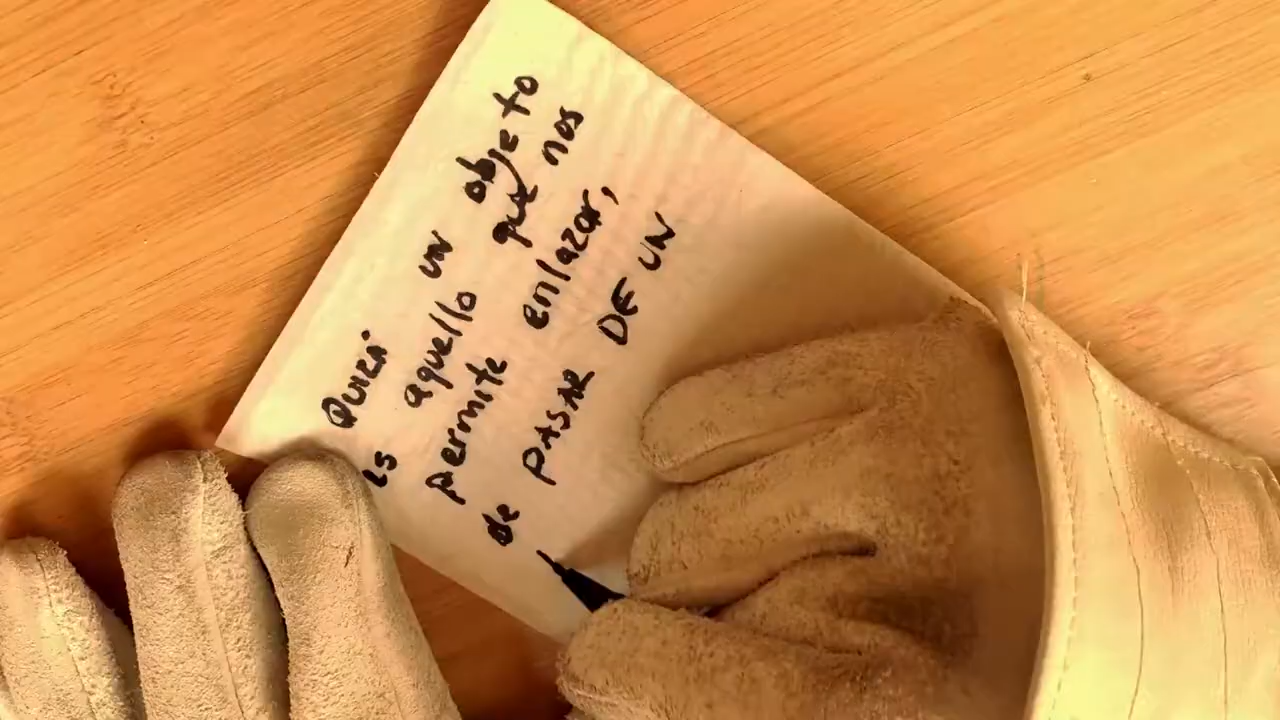 Quizá un objeto
es aquello que nos
permite enlazar,
de PASAR DE UN